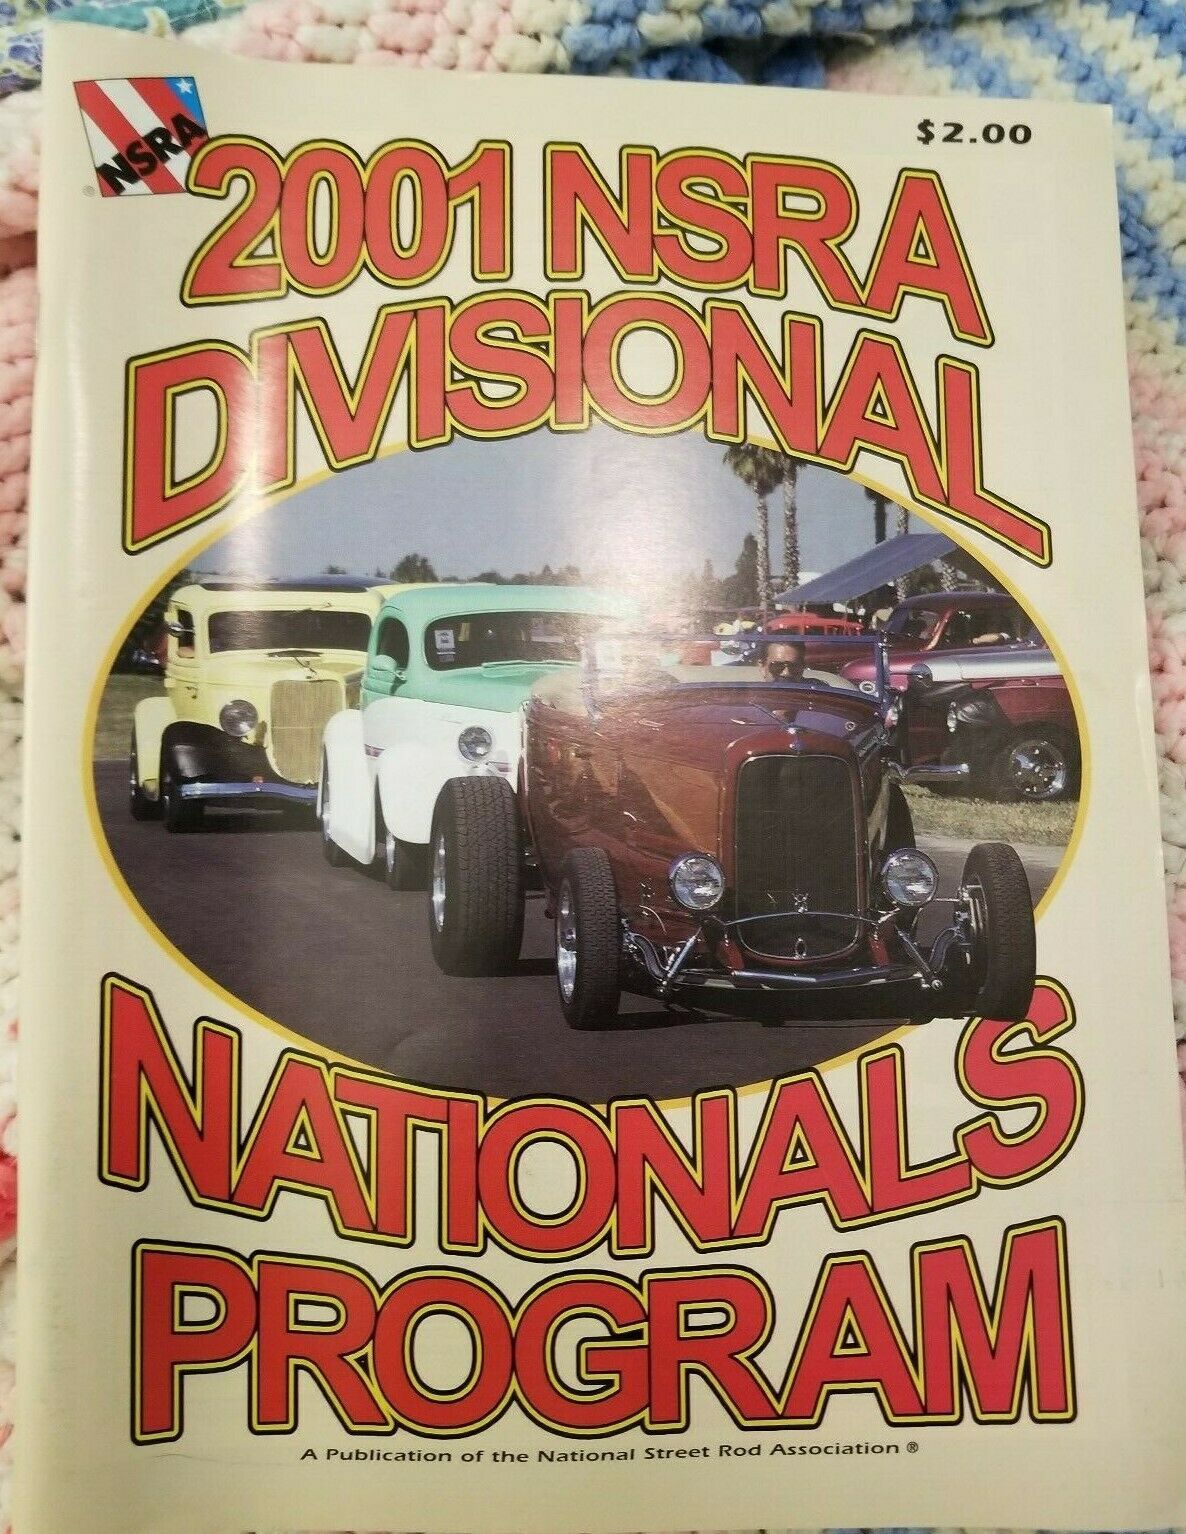 NSRA
®
$2.00
2001 NSRA
DIVISIONAL
NATIONALS
PROGRAM
A Publication of the National Street Rod Association ®